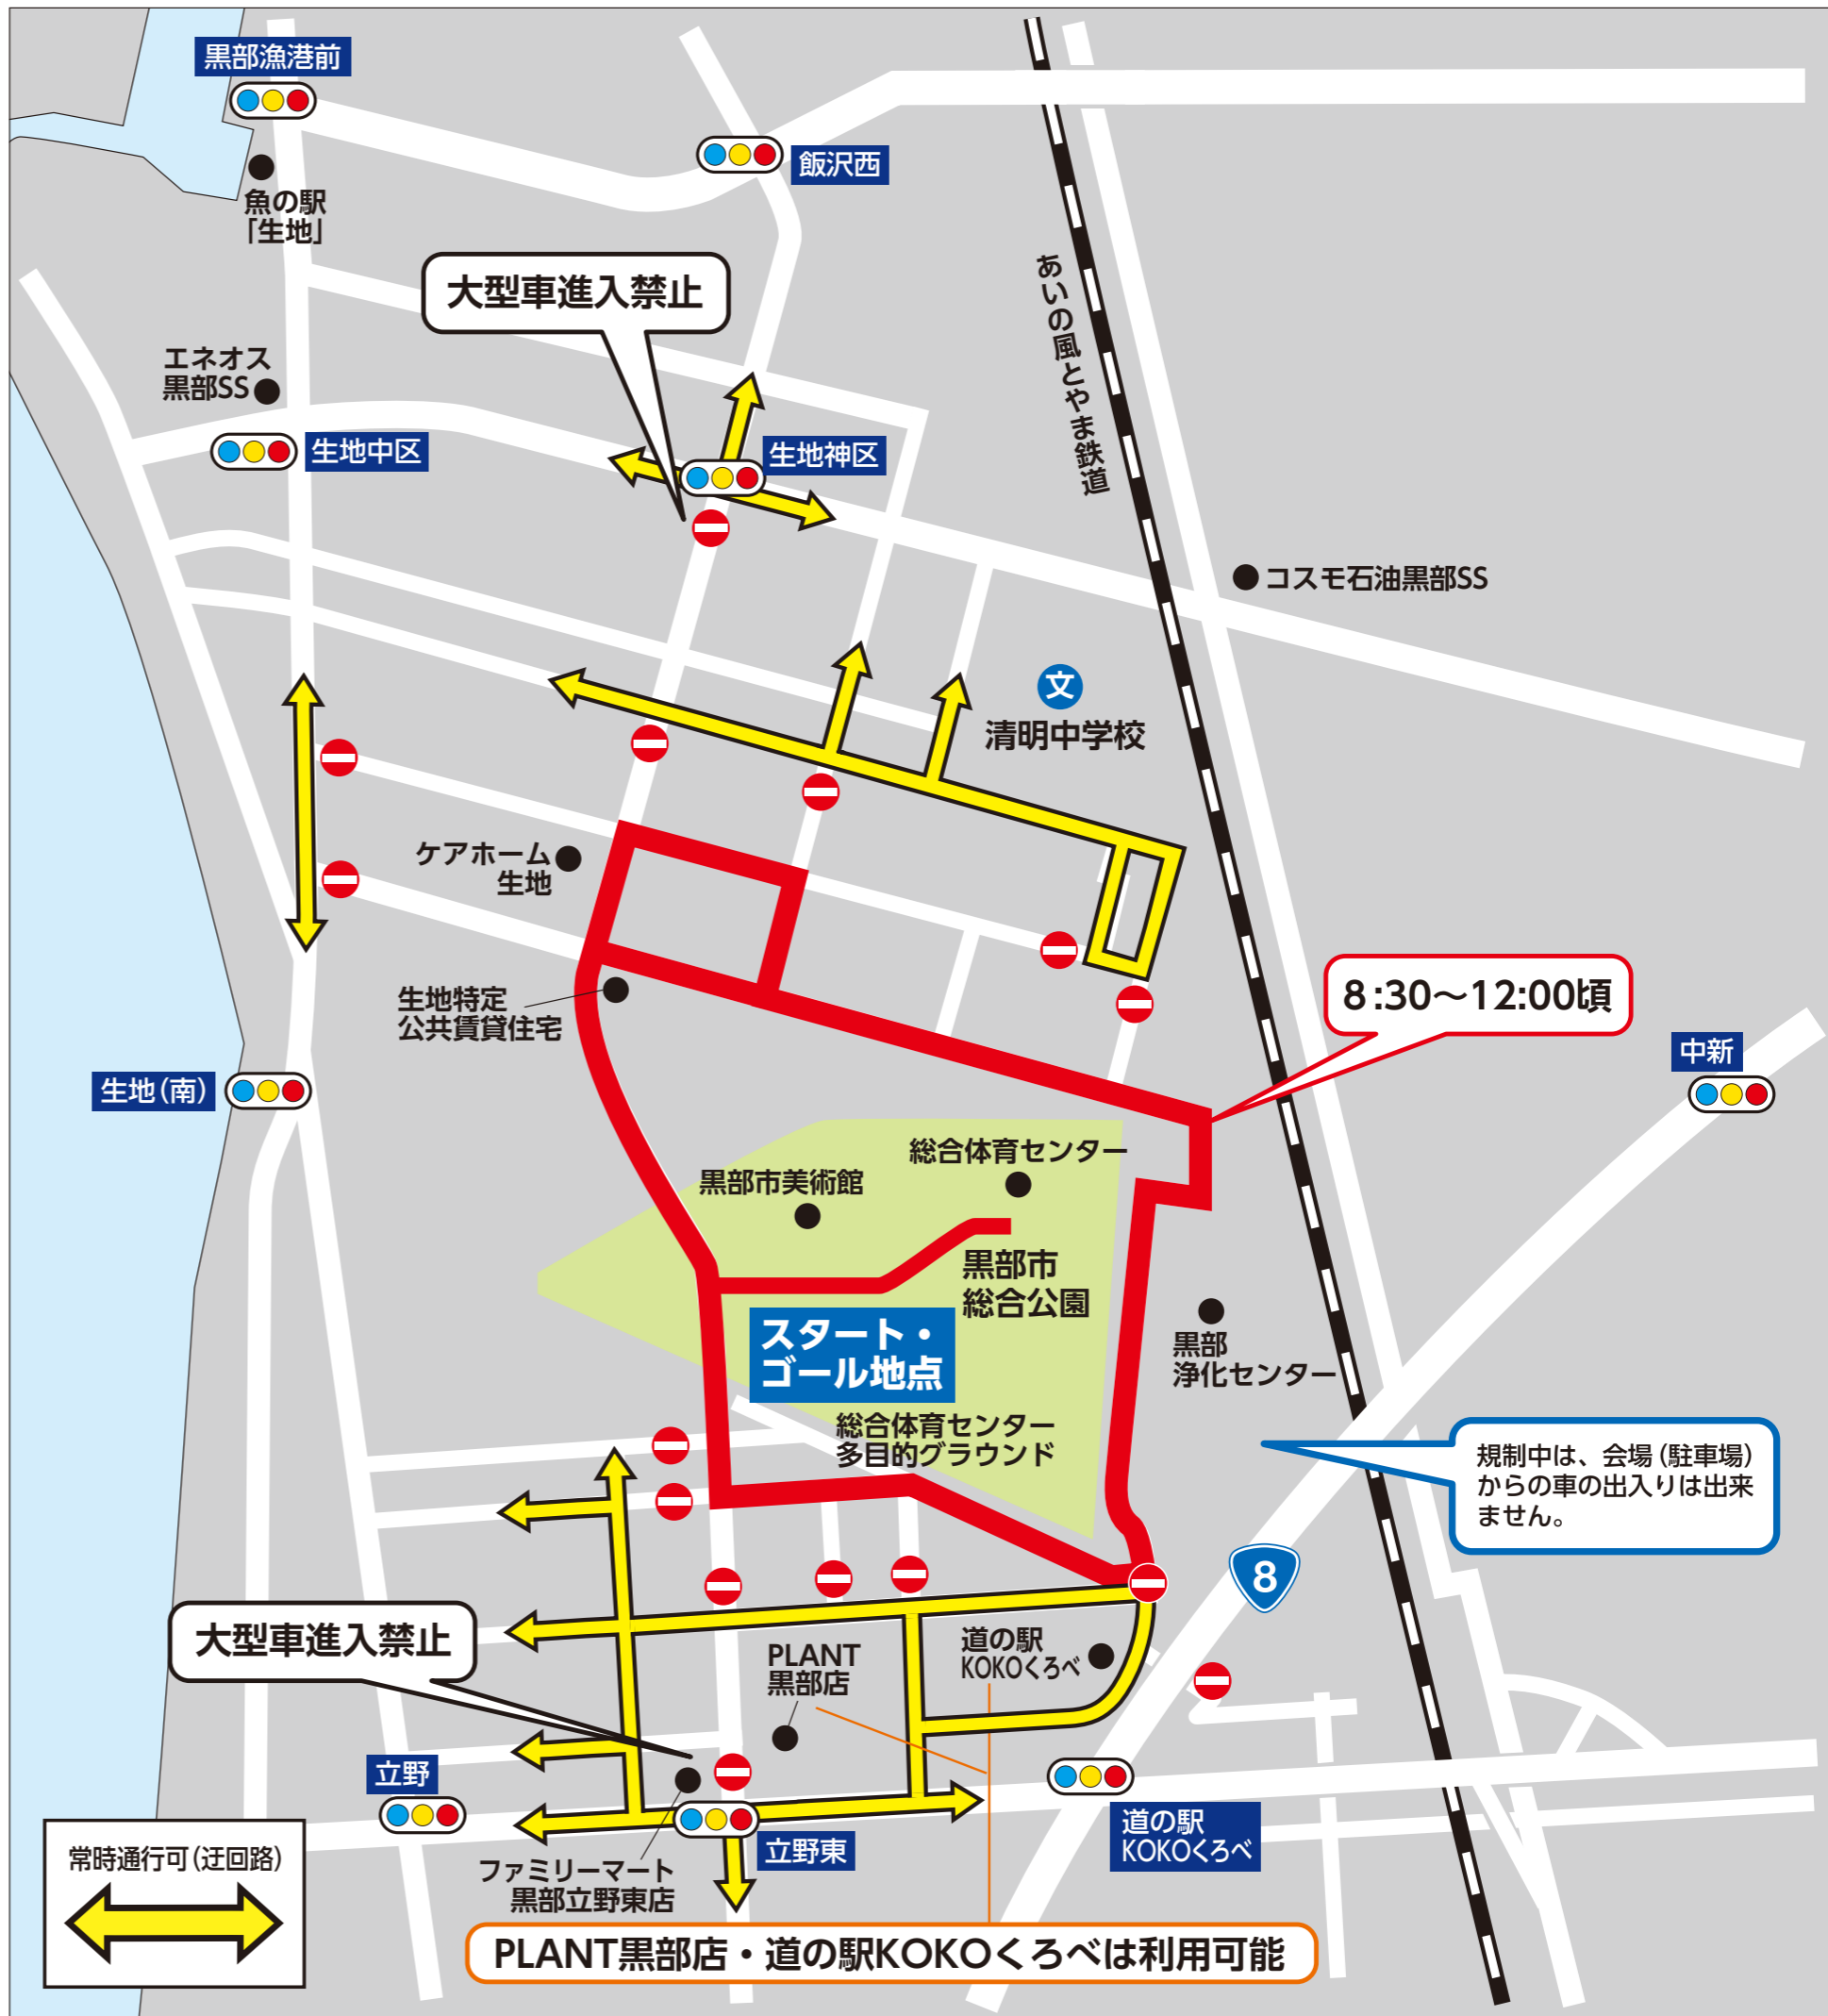 黒部漁港前
飯沢西
魚の駅
「生地」
大型車進入禁止
あいの風とやま鉄道
エネオス
黒部SS
生地中区
生地神区
コスモ石油黒部SS
文
清明中学校
ケアホーム
生地
生地特定
公共賃貸住宅
8:30〜12:00頃
中新
生地(南)
総合体育センター
黒部市美術館
黒部市
総合公園
スタート・
ゴール地点
黒部
浄化センター
総合体育センター
多目的グラウンド
規制中は、会場(駐車場)
からの車の出入りは出来
ません。
8
大型車進入禁止
PLANT
黒部店
道の駅
KOKOくろべ
立野
道の駅
KOKOくろべ
立野東
ファミリーマート
黒部立野東店
常時通行可(迂回路)
PLANT黒部店・道の駅KOKOくろべは利用可能